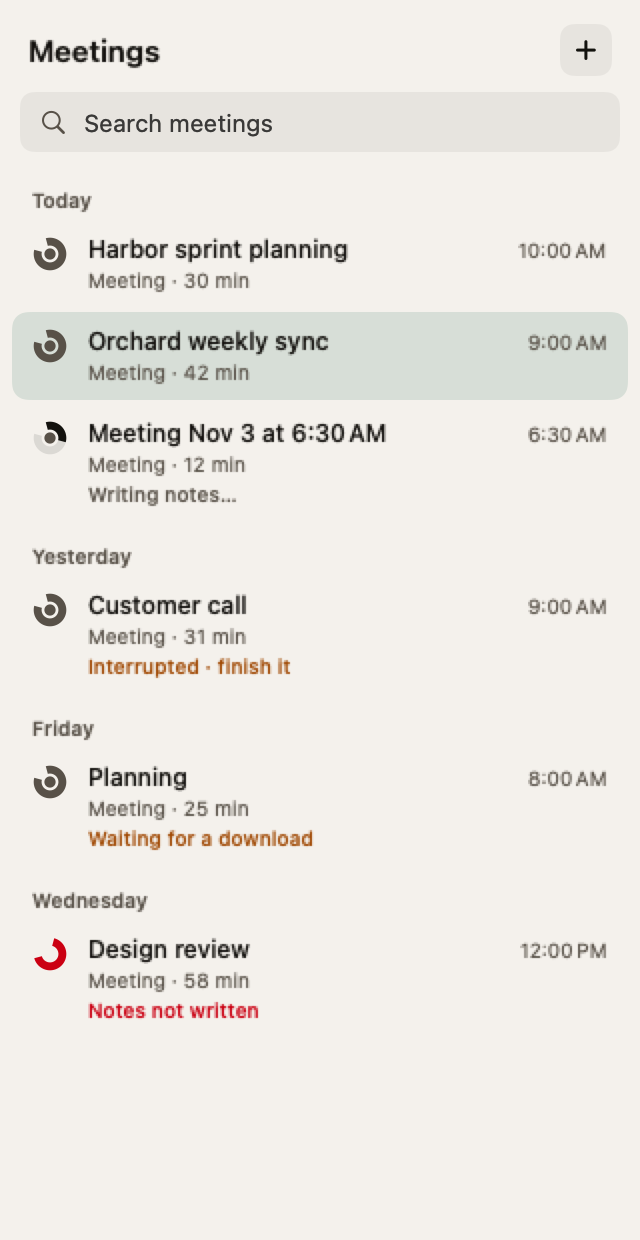 Meetings
Search meetings
Today
Harbor sprint planning 10:00 AM
Meeting · 30 min
Orchard weekly sync 9:00 AM
Meeting · 42 min
Meeting Nov 3 at 6:30 AM 6:30 AM
Meeting · 12 min
Writing notes...
Yesterday
Customer call 9:00 AM
Meeting · 31 min
Interrupted · finish it
Friday
Planning 8:00 AM
Meeting · 25 min
Waiting for a download
Wednesday
Design review 12:00 PM
Meeting · 58 min
Notes not written